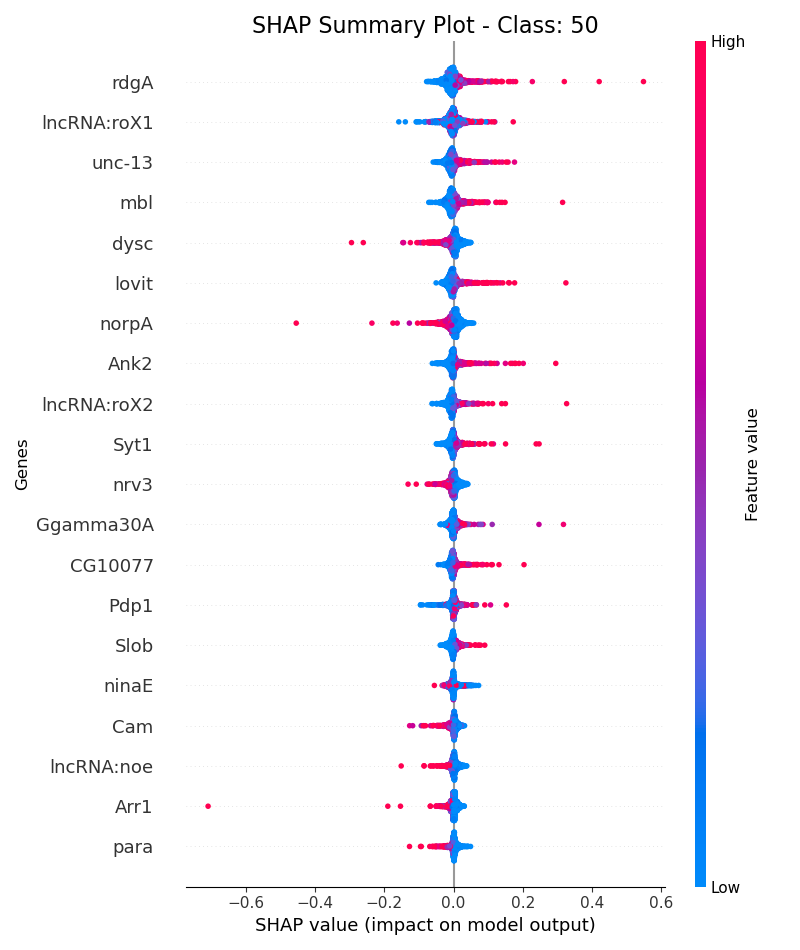 SHAP Summary Plot - Class: 50
High
rdgA
lncRNA:roX1
unc-13
mbl
dysc
lovit
norpA
Ank2
lncRNA:roX2
Syt1
nrv3
Ggamma30A
CG10077
Pdp1
Slob
ninaE
Cam
lncRNA:noe
Arr1
para
Genes
Feature value
Low
−0.6 −0.4 −0.2 0.0 0.2 0.4 0.6
SHAP value (impact on model output)